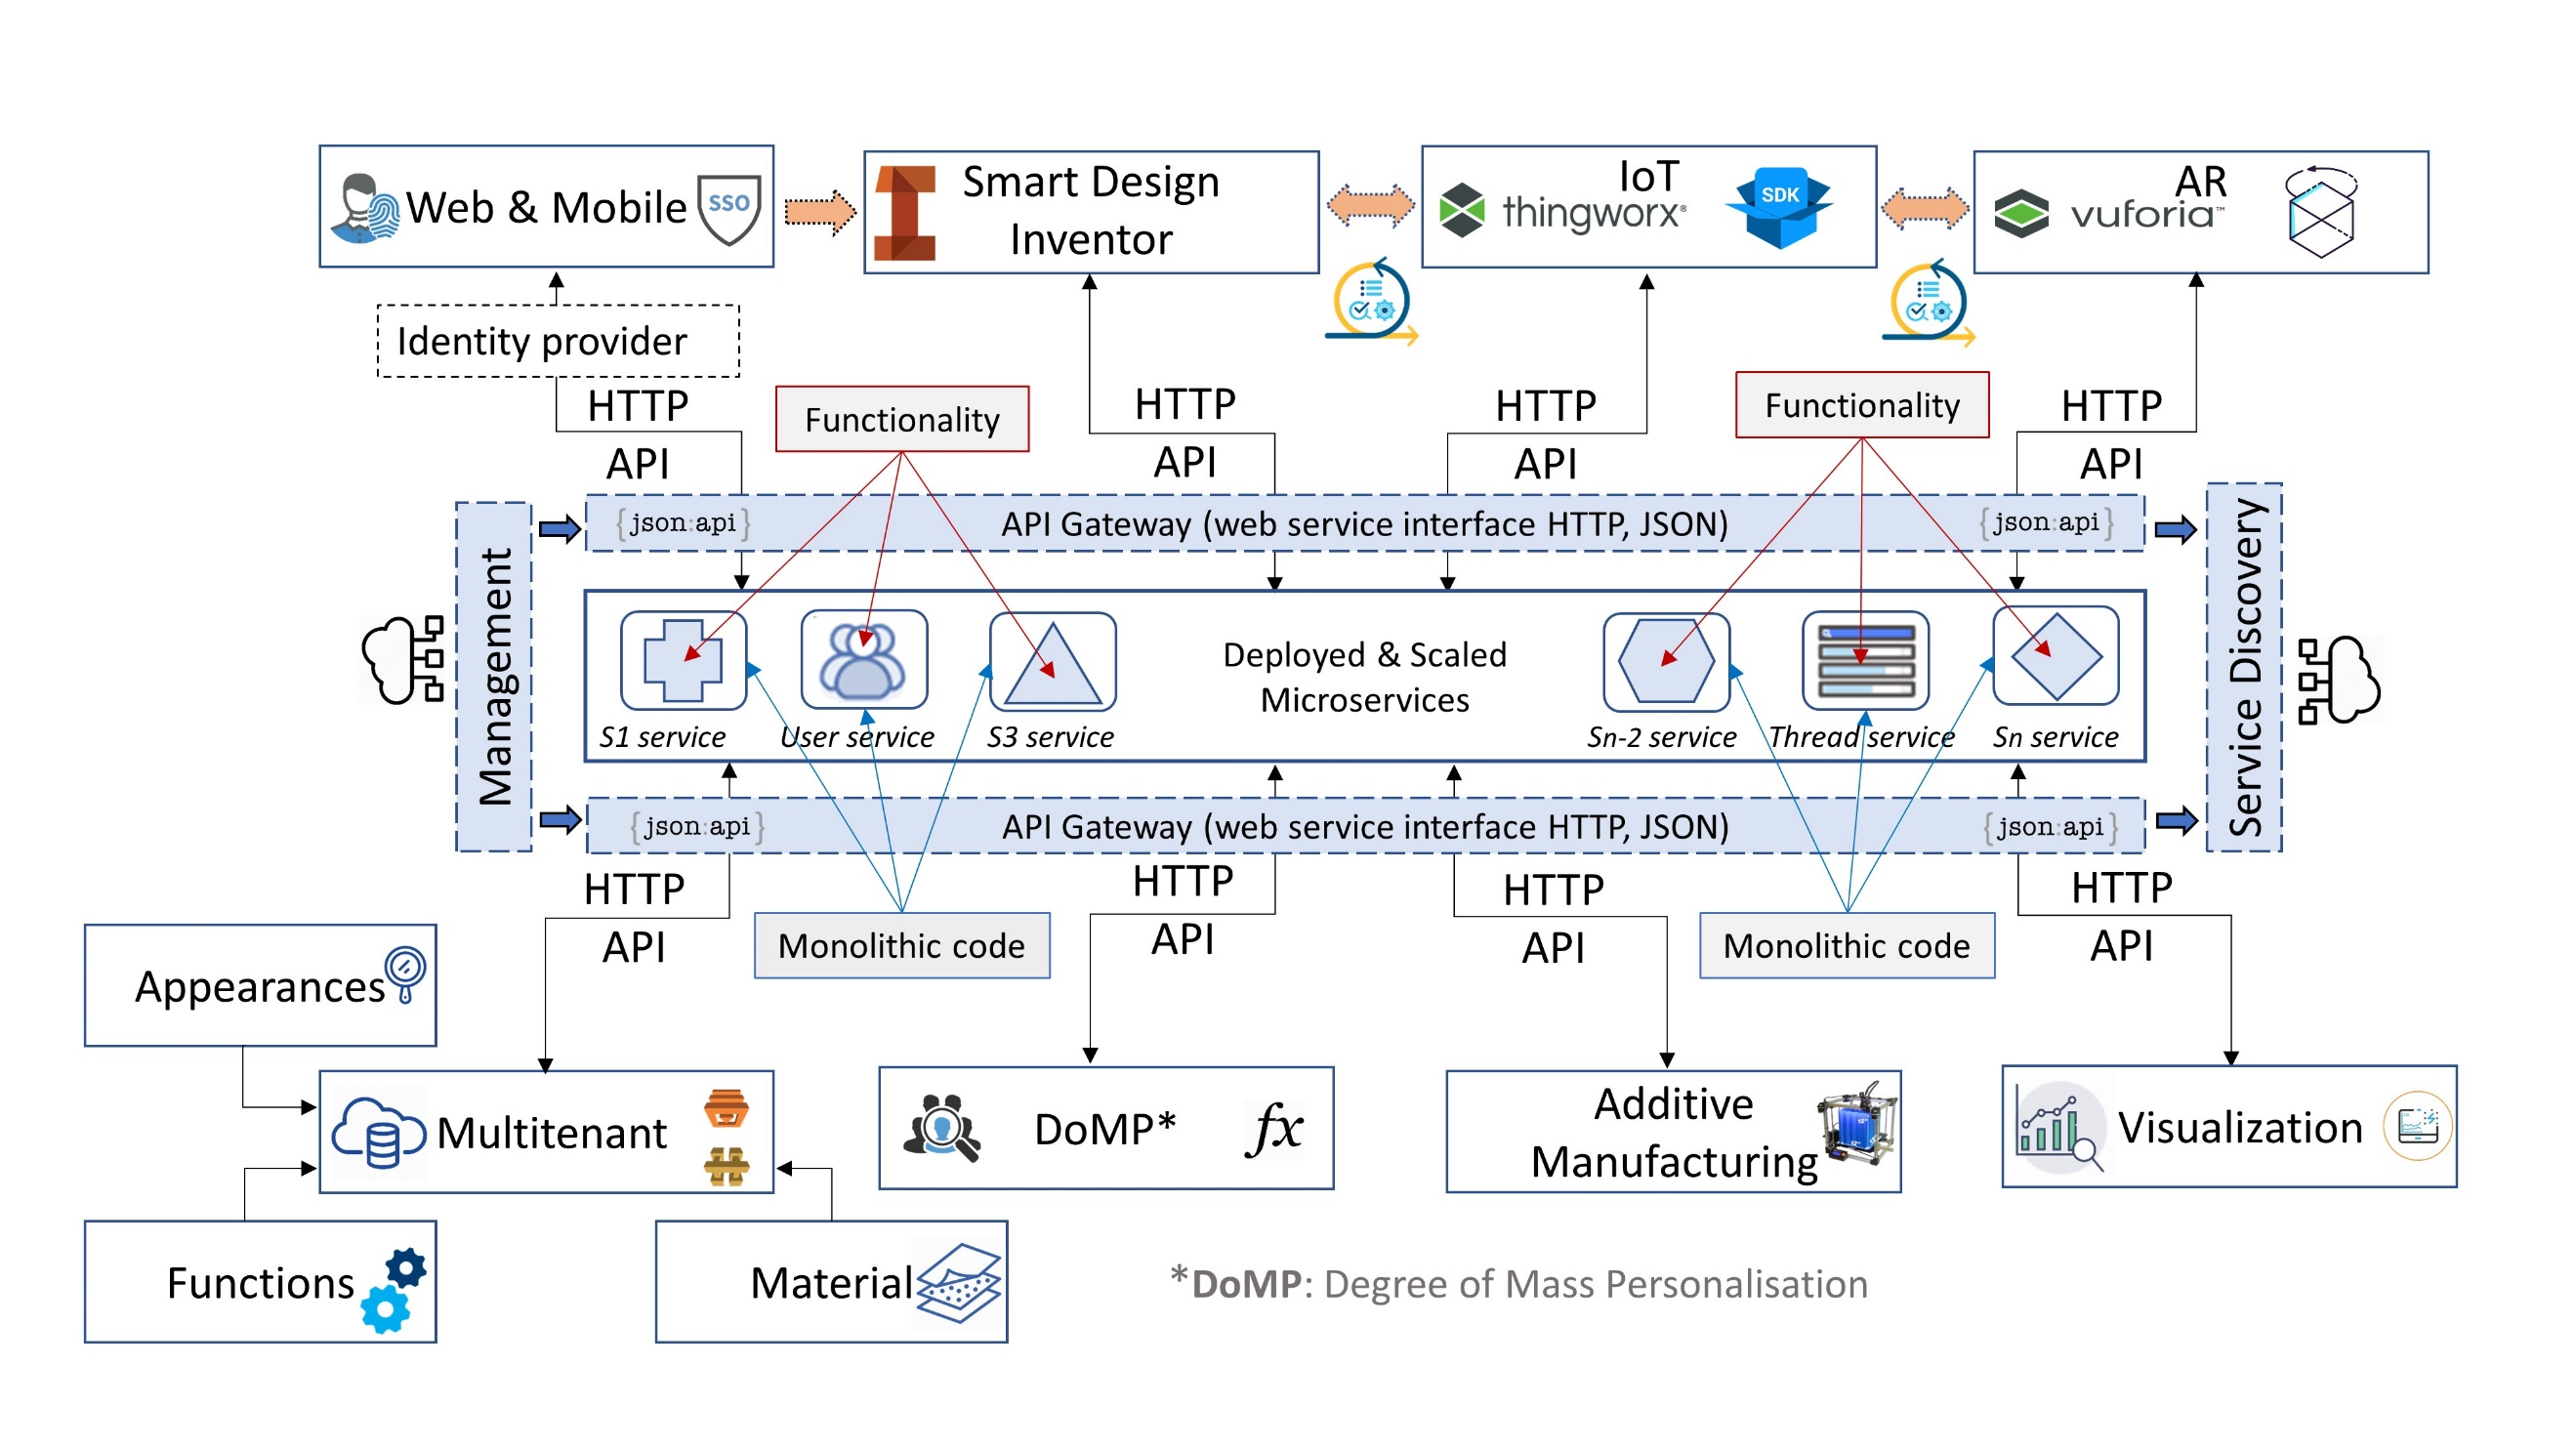 Web & Mobile
SSO
Smart Design
Inventor
IoT
thingworx®
SDK
AR
vuforia™
Identity provider
HTTP
API
Functionality
HTTP
API
HTTP
API
Functionality
HTTP
API
Management
{json:api}
API Gateway (web service interface HTTP, JSON)
{json:api}
Service Discovery
S1 service
User service
S3 service
Deployed & Scaled
Microservices
Sn-2 service
Thread service
Sn service
{json:api}
API Gateway (web service interface HTTP, JSON)
{json:api}
HTTP
API
Monolithic code
HTTP
API
HTTP
API
Monolithic code
HTTP
API
Appearances
Multitenant
DoMP*
fx
Additive
Manufacturing
Visualization
Functions
Material
*DoMP: Degree of Mass Personalisation